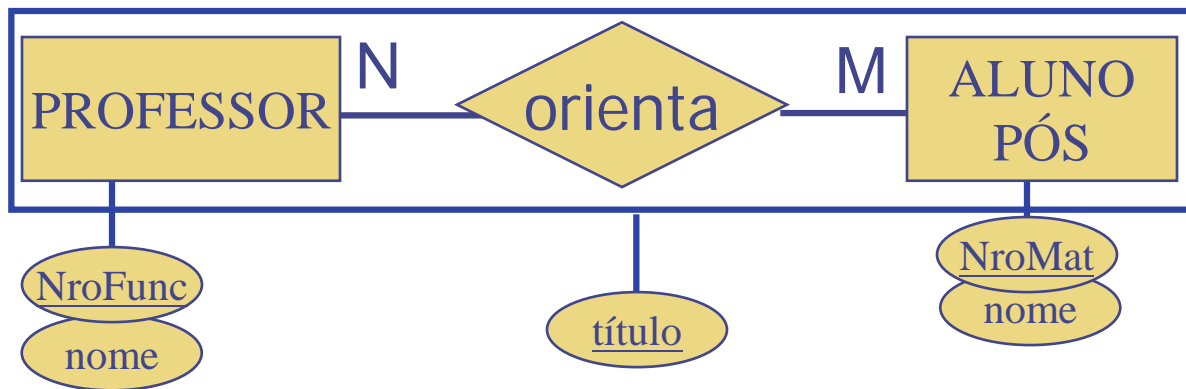 PROFESSOR
N
orienta
M
ALUNO
PÓS
NroFunc
nome
título
NroMat
nome